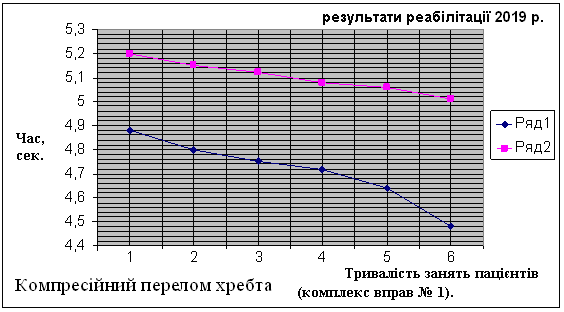 результати реабілітації 2019 р.
5,3
5,2
5,1
5
4,9
4,8
4,7
4,6
4,5
4,4
Час,
сек.
1 2 3 4 5 6
Ряд1
Ряд2
Тривалість занять пацієнтів
(комплекс вправ № 1).
Компресійний перелом хребта